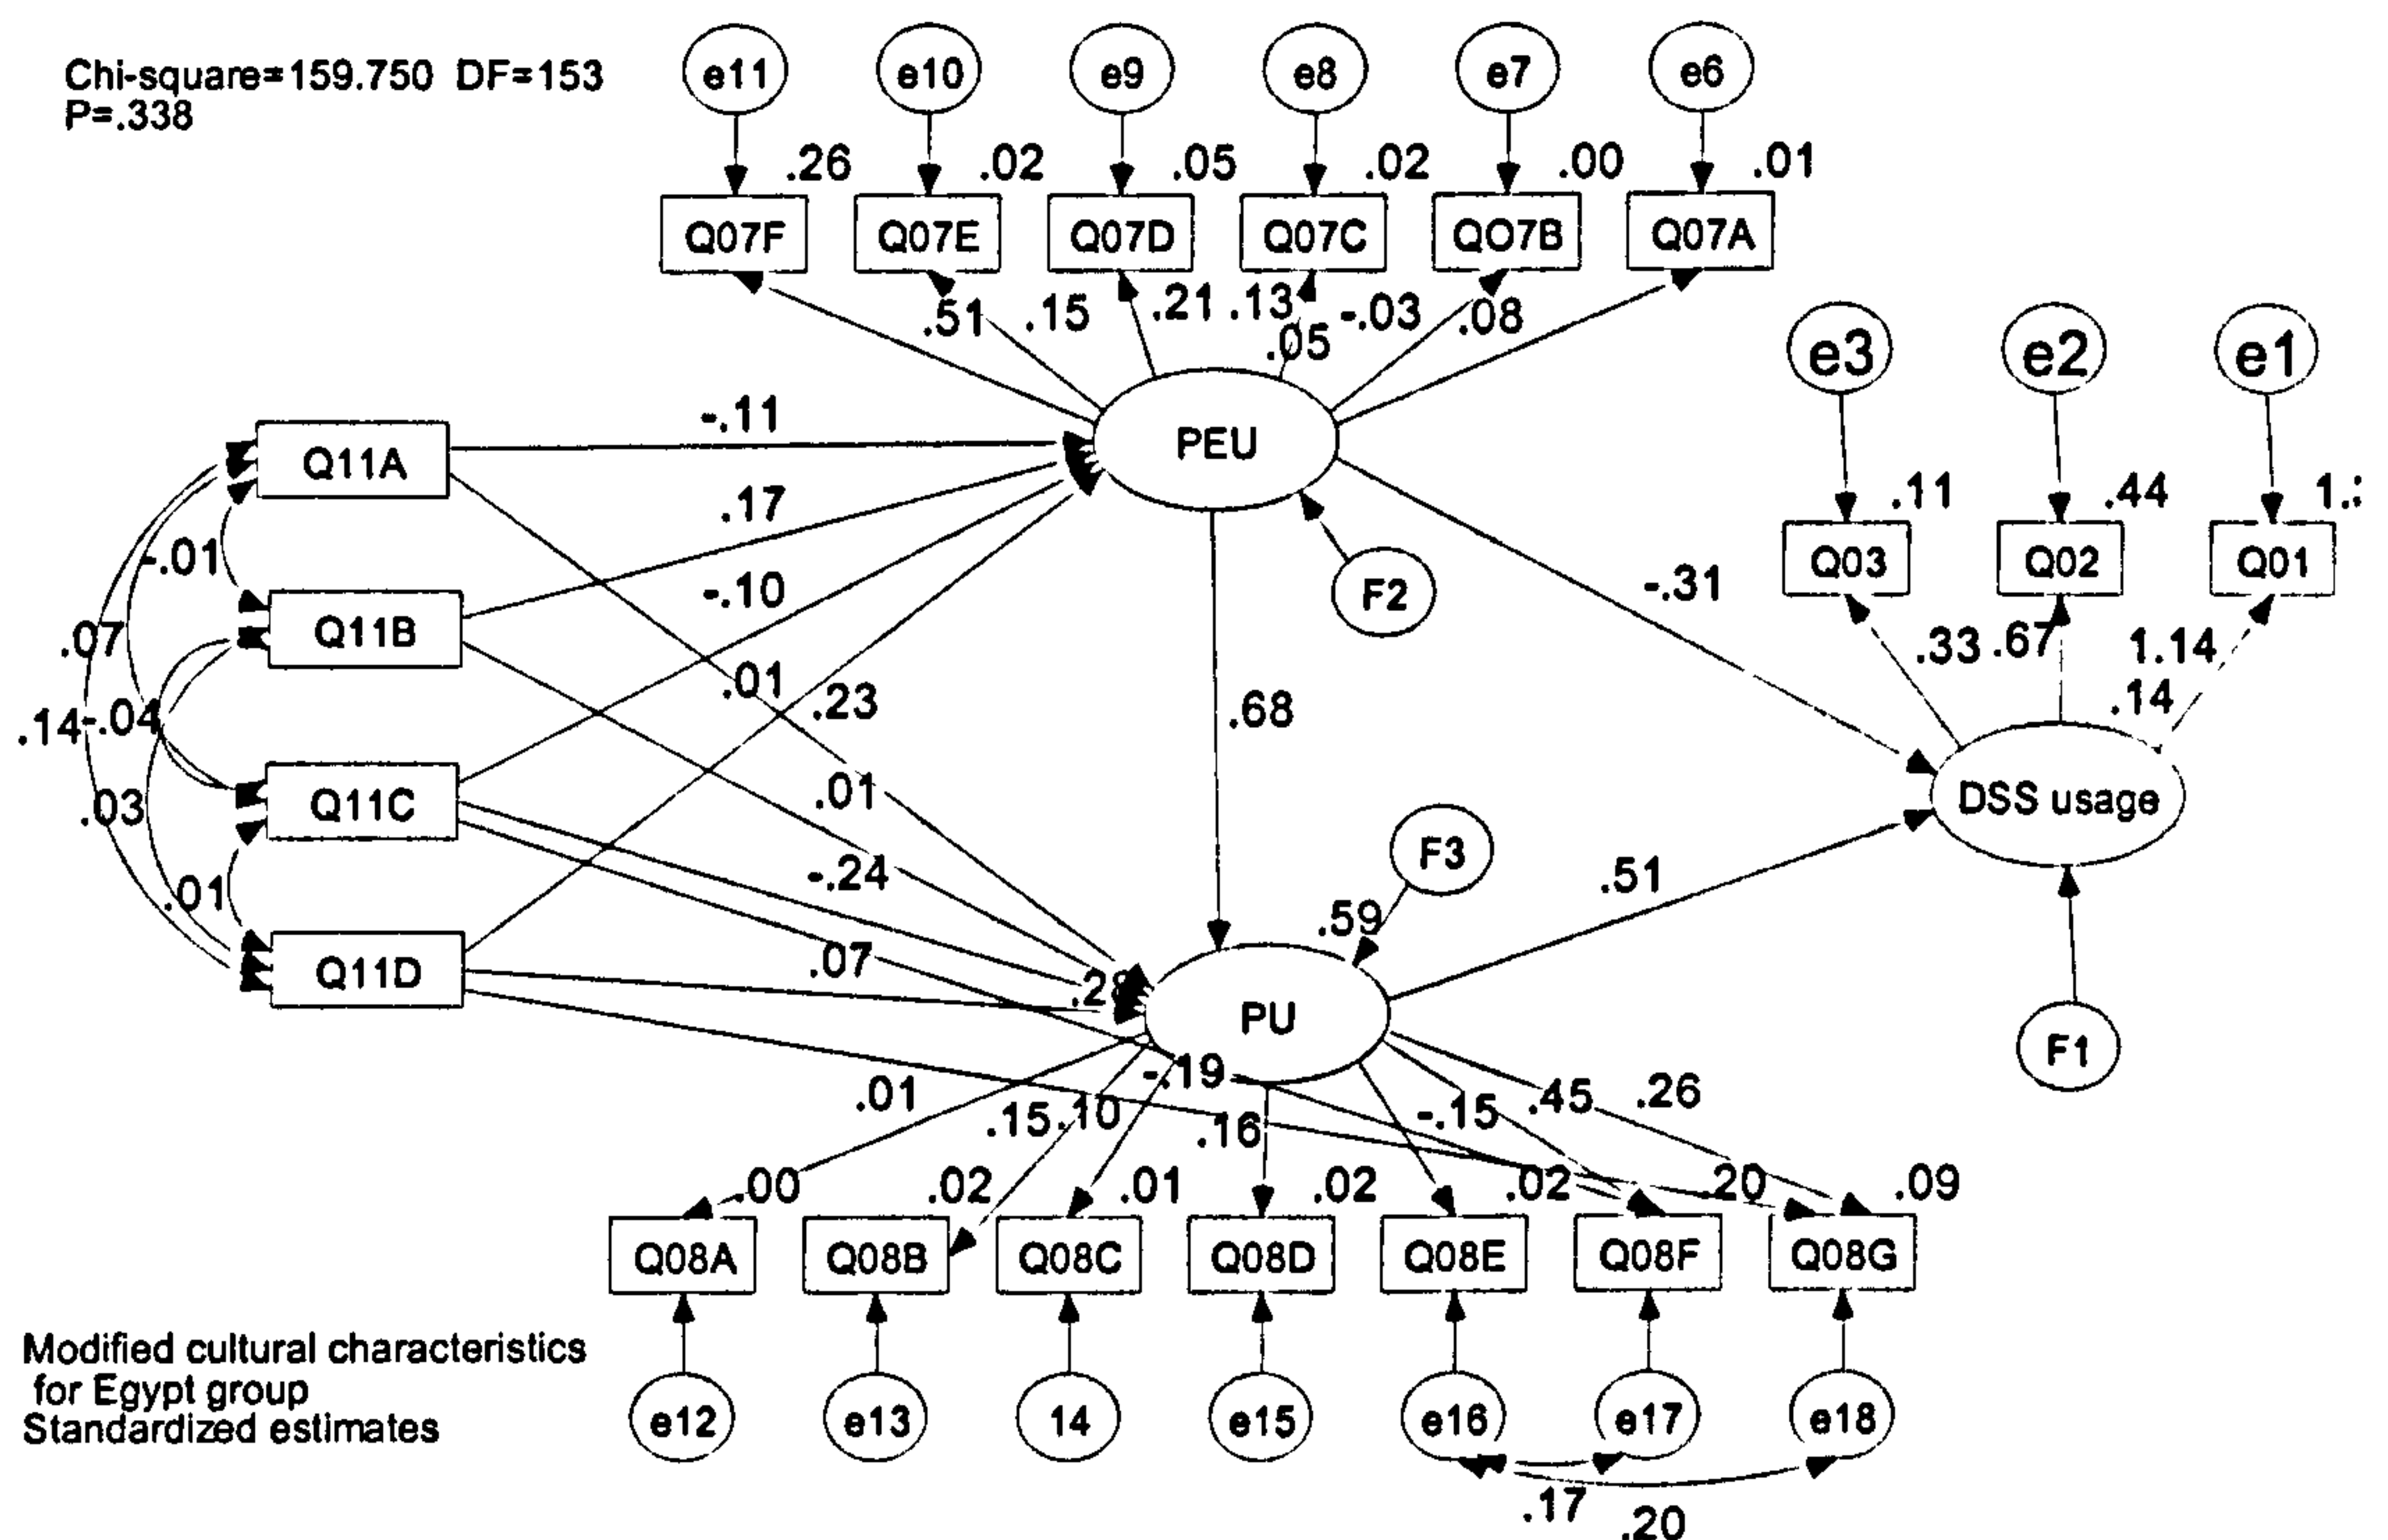 Chi-square=159.750 DF=153
P=.338
e11 e10 e9 e8 e7 e6
.26 .02 .05 .02 .00 .01
Q07F Q07E Q07D Q07C QO7B Q07A
.51 .15 .21 .13 -.03 .08
.05
e3 e2 e1
.11 .44
Q03 Q02 Q01
.33 .67 1.14
.14
DSS usage
F1
PEU
F2
-.31
.68
Q11A
Q11B
Q11C
Q11D
-.01
.07
.14 -.04
.03
.01
-.11
.17
-.10
.01 .23
.01
-.24
.07
F3
.59
.51
PU
-.19
.01 .15 .10 .16 -.15 .45 .26
.00 .02 .01 .02 .02 .20 .09
Q08A Q08B Q08C Q08D Q08E Q08F Q08G
e12 e13 14 e15 e16 e17 e18
.17 .20
Modified cultural characteristics
for Egypt group
Standardized estimates